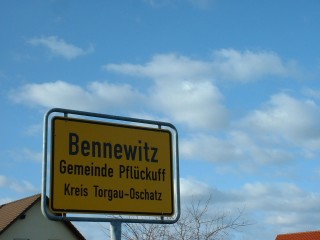 Bennewitz
Gemeinde Pflückuff
Kreis Torgau-Oschatz